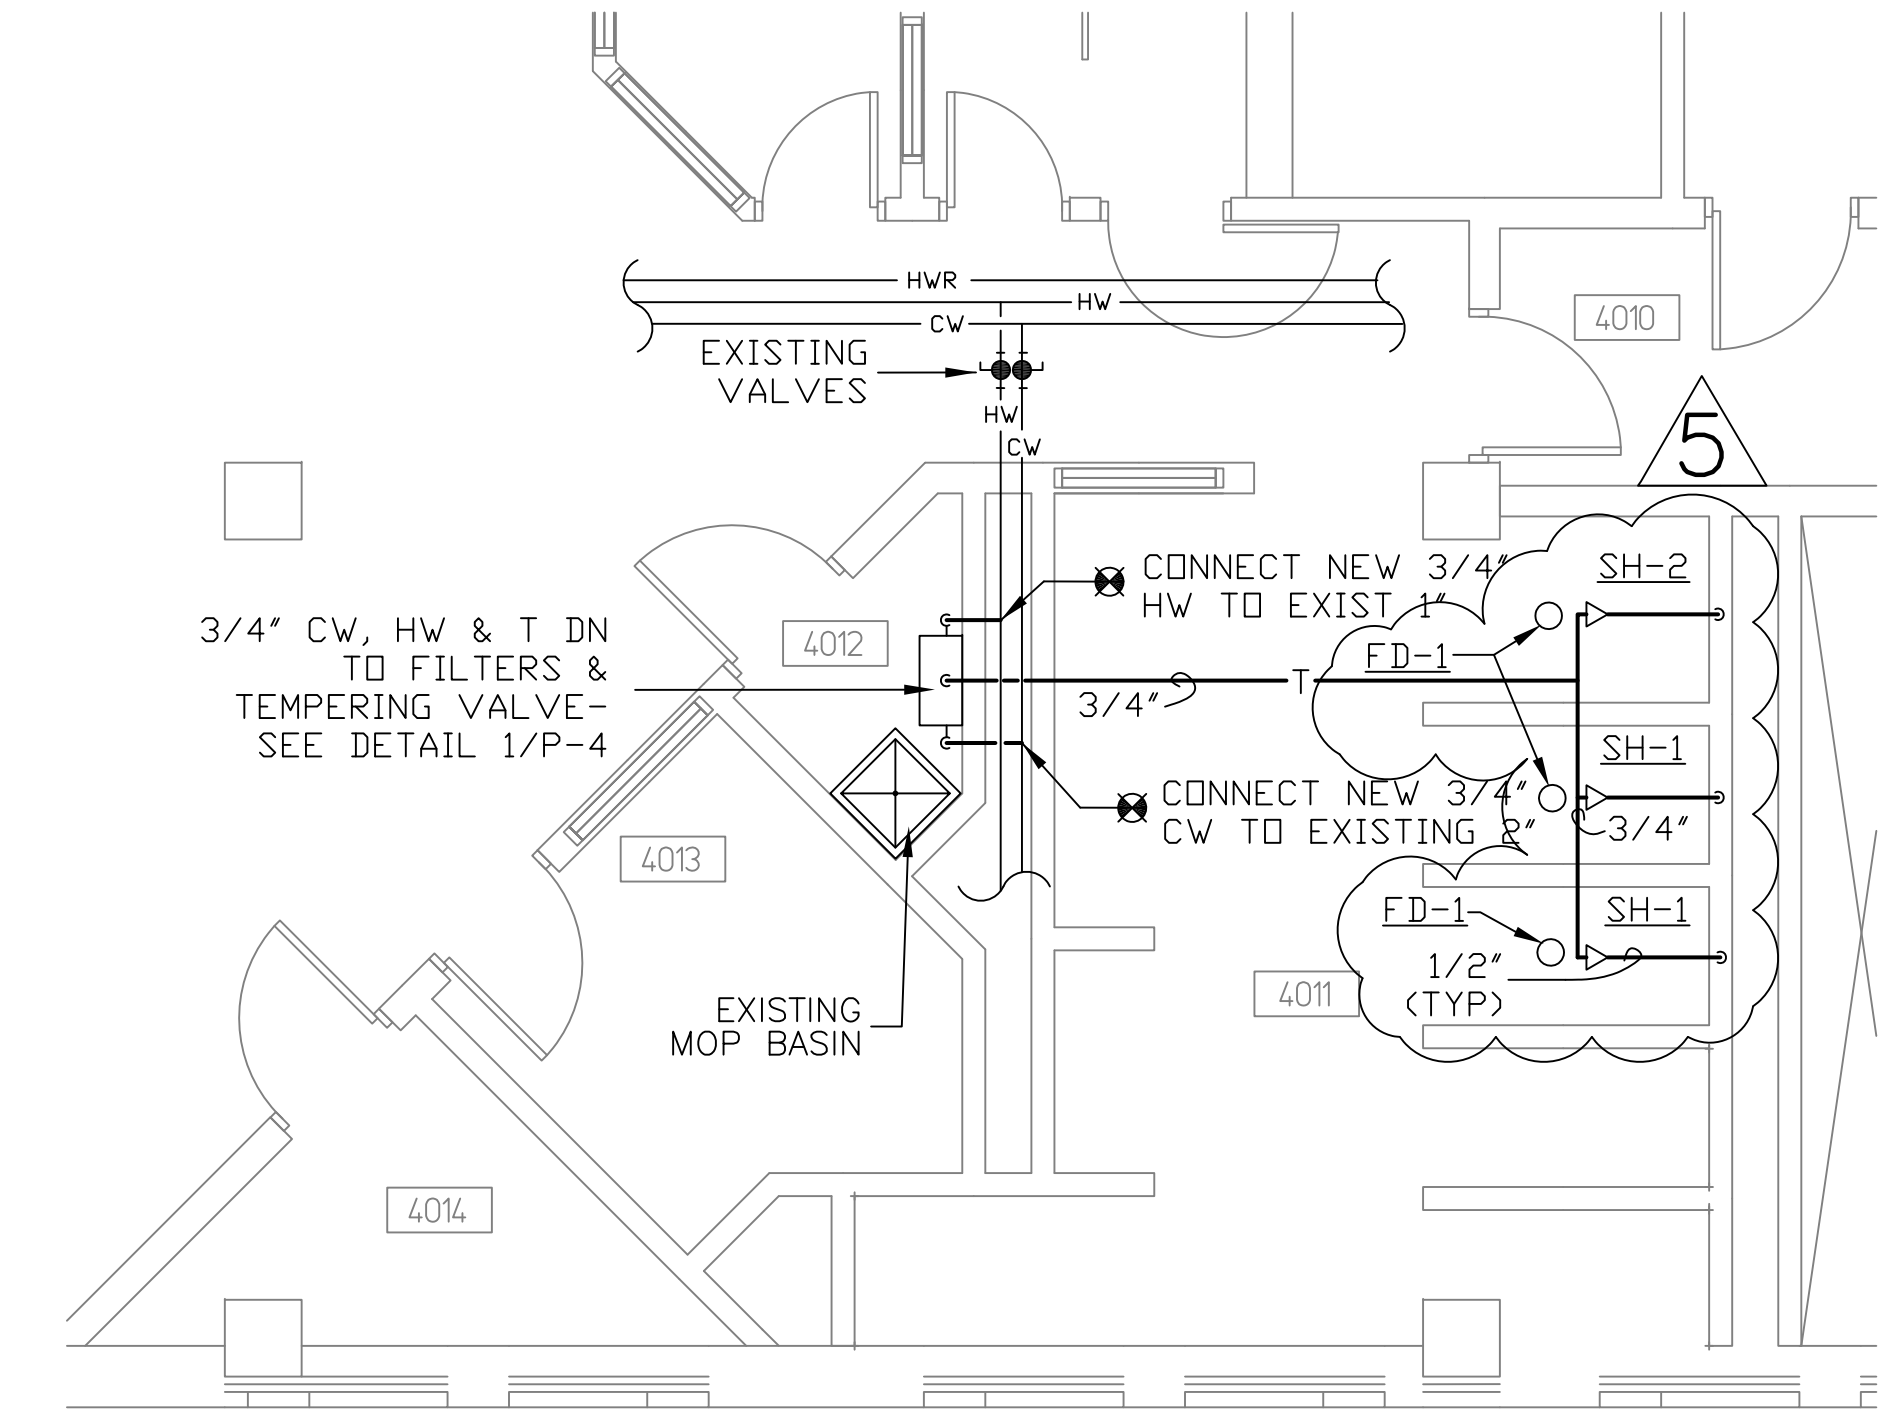 HWR
HW
CW
4010
EXISTING
VALVES
HW
CW
5
CONNECT NEW 3/4"
HW TO EXIST 1"
SH-2
3/4" CW, HW & T DN
TO FILTERS &
TEMPERING VALVE-
SEE DETAIL 1/P-4
4012
FD-1
T
3/4"
SH-1
CONNECT NEW 3/4"
CW TO EXISTING 2"
3/4"
4013
FD-1
SH-1
1/2"
(TYP)
4011
EXISTING
MOP BASIN
4014